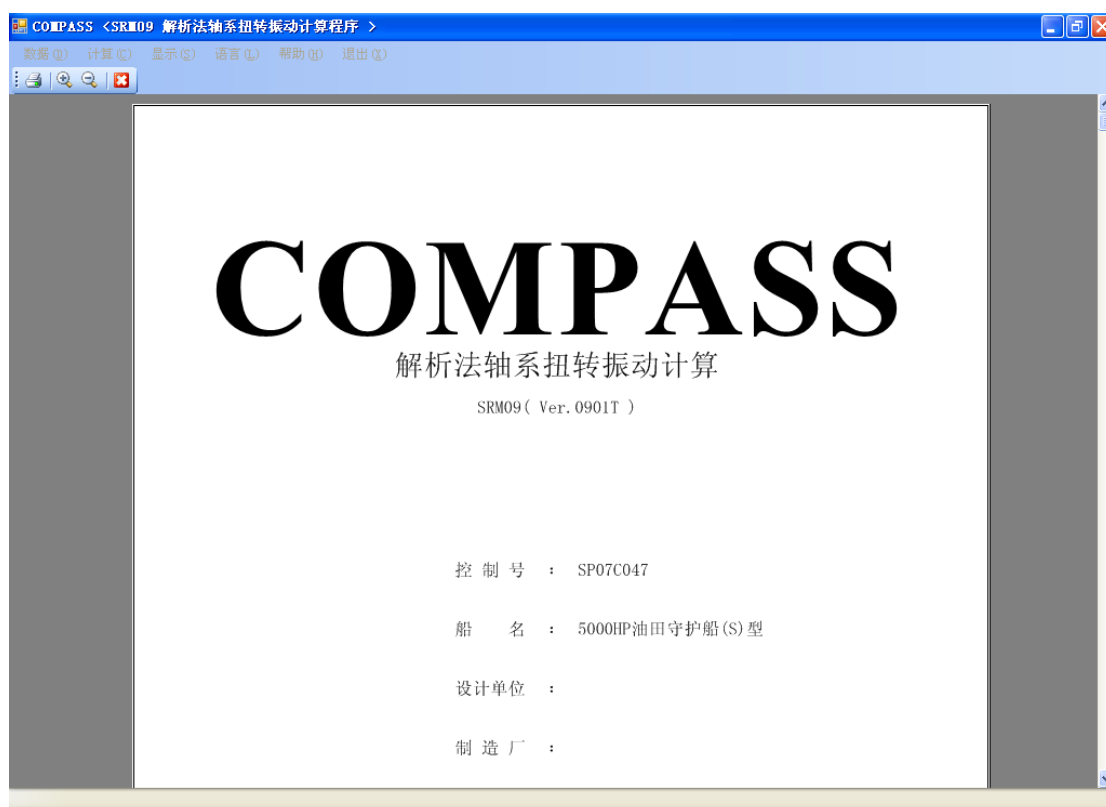 COMPASS <SRM09 解析法轴系扭转振动计算程序 >
数据(D) 计算(C) 显示(S) 语言(L) 帮助(H) 退出(X)
COMPASS
解析法轴系扭转振动计算
SRM09( Ver.0901T )
控 制 号 : SP07C047
船 名 : 5000HP油田守护船(S)型
设计单位 :
制 造 厂 :